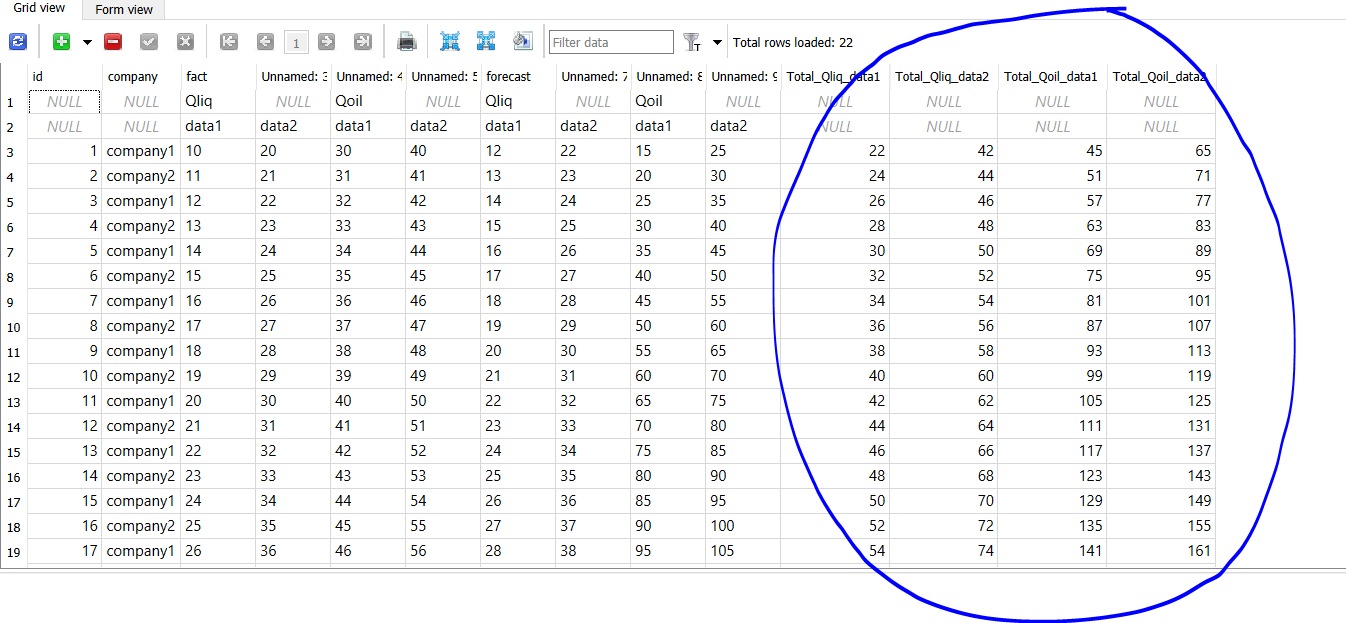 Grid view Form view
1 Filter data T Total rows loaded: 22
id company fact Unnamed: 3 Unnamed: 4 Unnamed: 5 forecast Unnamed: 7 Unnamed: 8 Unnamed: 9 Total_Qliq_data1 Total_Qliq_data2 Total_Qoil_data1 Total_Qoil_data2
1 NULL NULL Qliq NULL Qoil NULL Qliq NULL Qoil NULL NULL NULL NULL NULL
2 NULL NULL data1 data2 data1 data2 data1 data2 data1 data2 NULL NULL NULL NULL
3 1 company1 10 20 30 40 12 22 15 25 22 42 45 65
4 2 company2 11 21 31 41 13 23 20 30 24 44 51 71
5 3 company1 12 22 32 42 14 24 25 35 26 46 57 77
6 4 company2 13 23 33 43 15 25 30 40 28 48 63 83
7 5 company1 14 24 34 44 16 26 35 45 30 50 69 89
8 6 company2 15 25 35 45 17 27 40 50 32 52 75 95
9 7 company1 16 26 36 46 18 28 45 55 34 54 81 101
10 8 company2 17 27 37 47 19 29 50 60 36 56 87 107
11 9 company1 18 28 38 48 20 30 55 65 38 58 93 113
12 10 company2 19 29 39 49 21 31 60 70 40 60 99 119
13 11 company1 20 30 40 50 22 32 65 75 42 62 105 125
14 12 company2 21 31 41 51 23 33 70 80 44 64 111 131
15 13 company1 22 32 42 52 24 34 75 85 46 66 117 137
16 14 company2 23 33 43 53 25 35 80 90 48 68 123 143
17 15 company1 24 34 44 54 26 36 85 95 50 70 129 149
18 16 company2 25 35 45 55 27 37 90 100 52 72 135 155
19 17 company1 26 36 46 56 28 38 95 105 54 74 141 161